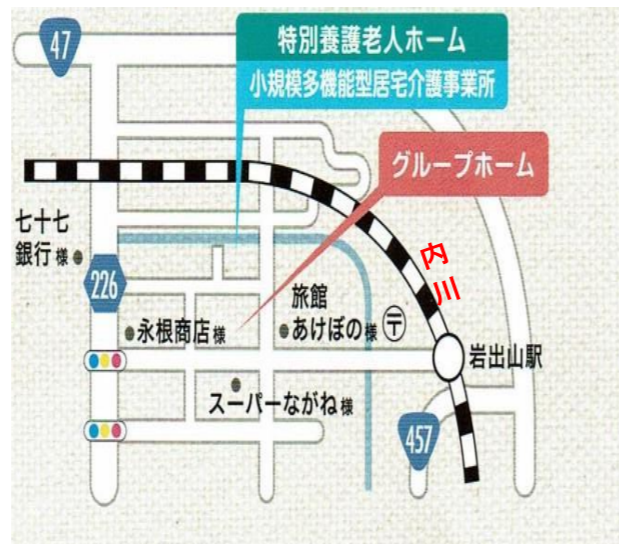 47
特別養護老人ホーム
小規模多機能型居宅介護事業所
グループホーム
七十七
銀行様
内
川
226
旅館
あけぼの様
〒
永根商店様
岩出山駅
スーパーながね様
457